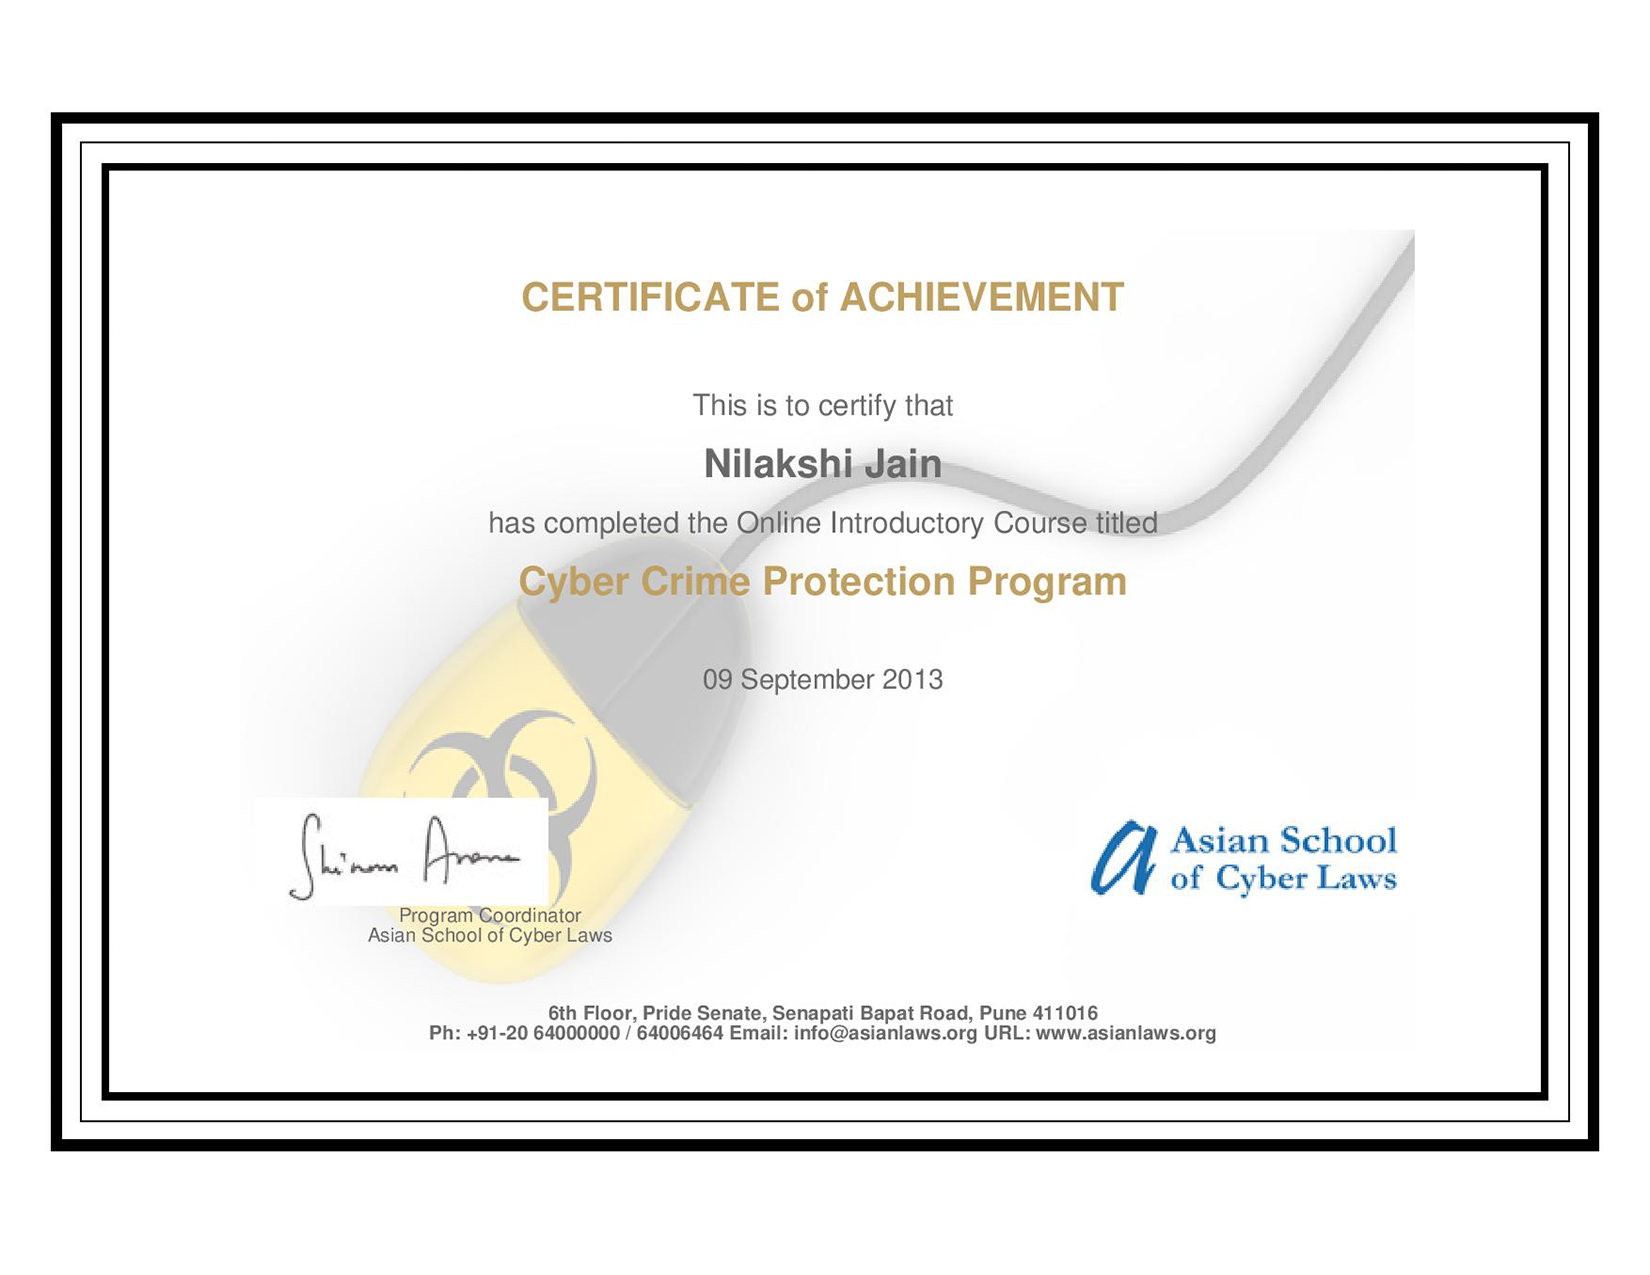 CERTIFICATE of ACHIEVEMENT
This is to certify that
Nilakshi Jain
has completed the Online Introductory Course titled
Cyber Crime Protection Program
09 September 2013
Asian School
of Cyber Laws
Program Coordinator
Asian School of Cyber Laws
6th Floor, Pride Senate, Senapati Bapat Road, Pune 411016
Ph: +91-20 64000000 / 64006464 Email: info@asianlaws.org URL: www.asianlaws.org